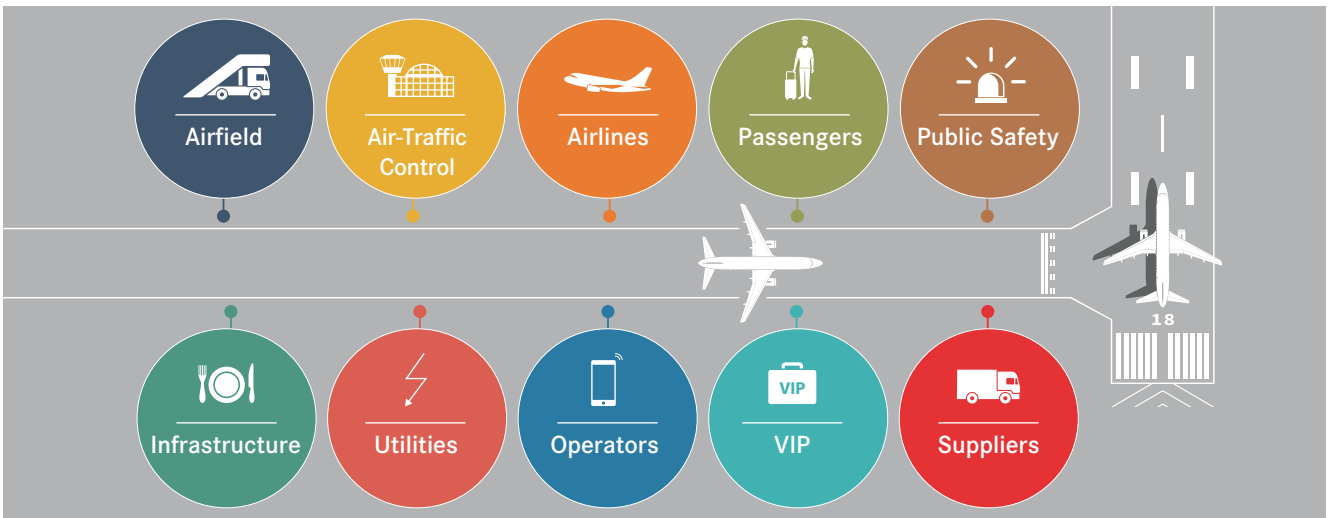 Airfield
Air-Traffic
Control
Airlines
Passengers
Public Safety
18
Infrastructure
Utilities
Operators
VIP
VIP
Suppliers